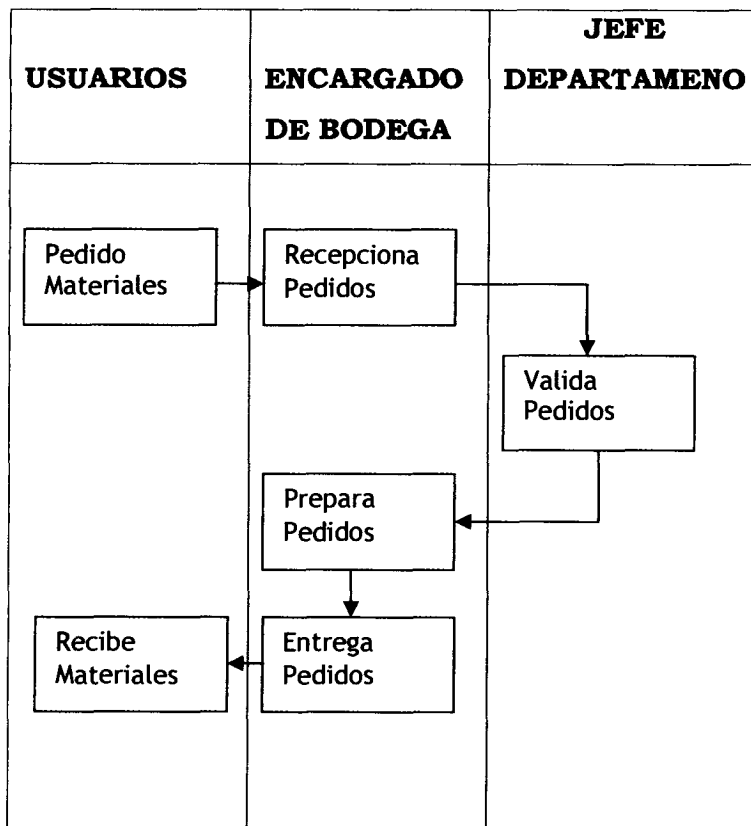 USUARIOS
ENCARGADO
DE BODEGA
JEFE
DEPARTAMENO
Pedido
Materiales
Recepciona
Pedidos
Valida
Pedidos
Prepara
Pedidos
Entrega
Pedidos
Recibe
Materiales